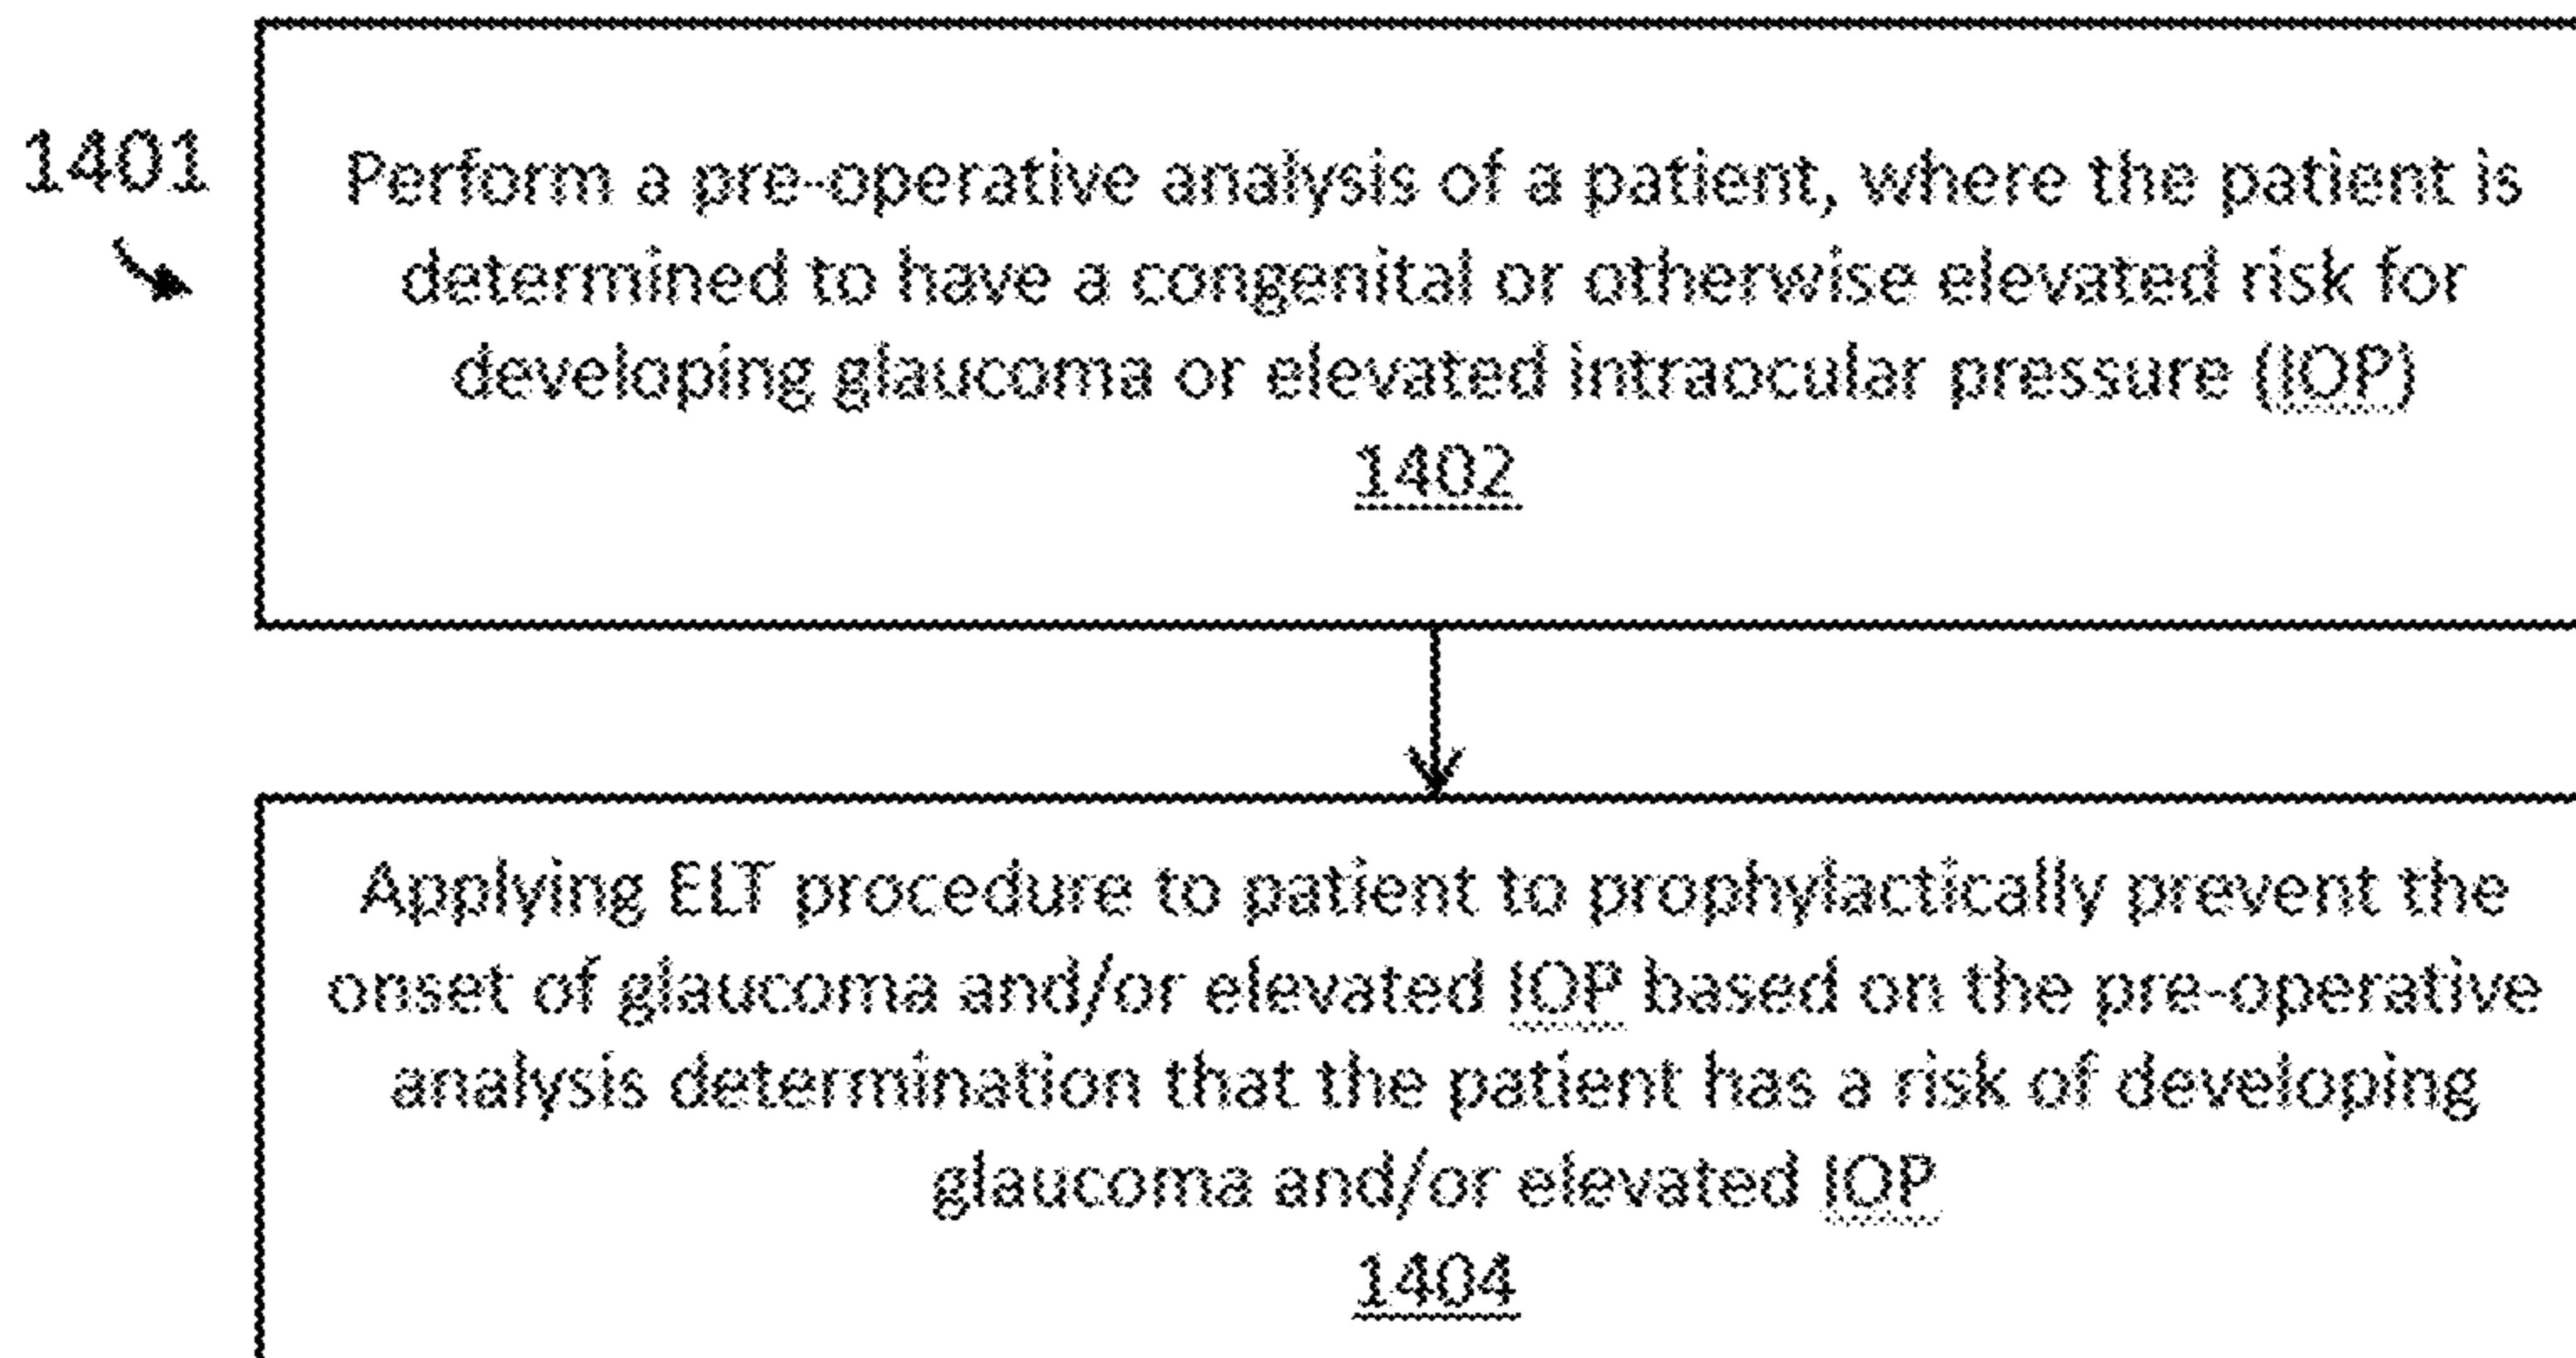 1401
Perform a pre-operative analysis of a patient, where the patient is
determined to have a congenital or otherwise elevated risk for
developing glaucoma or elevated intraocular pressure (IOP)
1402
Applying ELT procedure to patient to prophylactically prevent the
onset of glaucoma and/or elevated IOP based on the pre-operative
analysis determination that the patient has a risk of developing
glaucoma and/or elevated IOP
1404